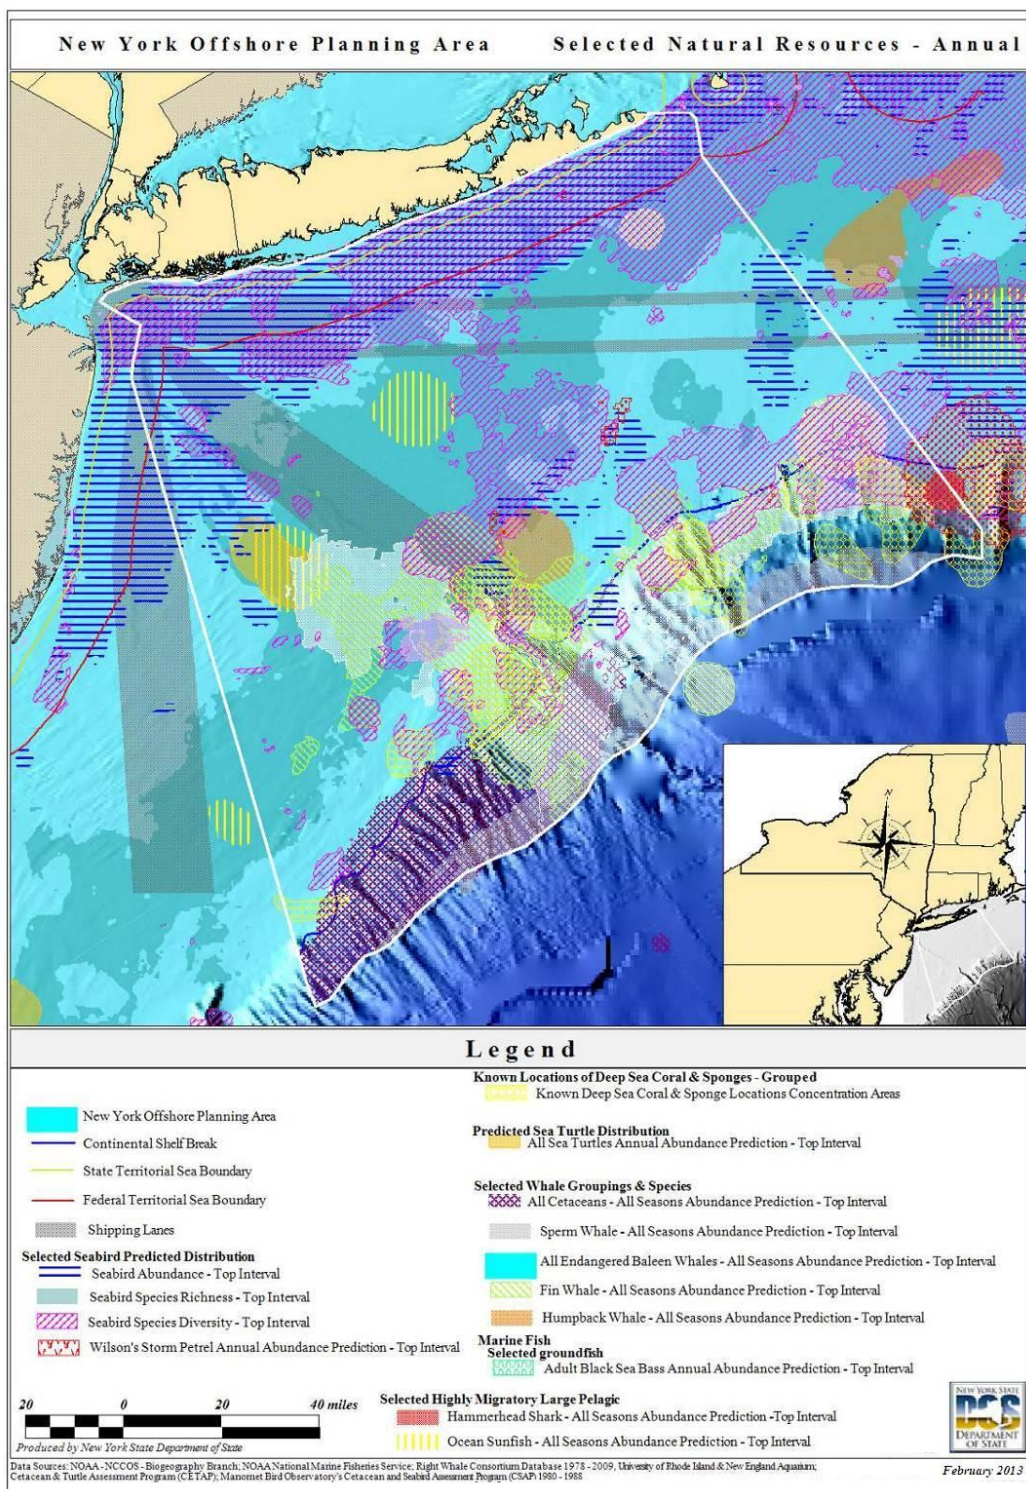 New York Offshore Planning Area Selected Natural Resources - Annual
N
Legend
New York Offshore Planning Area
Continental Shelf Break
State Territorial Sea Boundary
Federal Territorial Sea Boundary
Shipping Lanes
Selected Seabird Predicted Distribution
Seabird Abundance - Top Interval
Seabird Species Richness - Top Interval
Seabird Species Diversity - Top Interval
Wilson's Storm Petrel Annual Abundance Prediction - Top Interval
Known Locations of Deep Sea Coral & Sponges - Grouped
Known Deep Sea Coral & Sponge Locations Concentration Areas
Predicted Sea Turtle Distribution
All Sea Turtles Annual Abundance Prediction - Top Interval
Selected Whale Groupings & Species
All Cetaceans - All Seasons Abundance Prediction - Top Interval
Sperm Whale - All Seasons Abundance Prediction - Top Interval
All Endangered Baleen Whales - All Seasons Abundance Prediction - Top Interval
Fin Whale - All Seasons Abundance Prediction - Top Interval
Humpback Whale - All Seasons Abundance Prediction - Top Interval
Marine Fish
Selected groundfish
Adult Black Sea Bass Annual Abundance Prediction - Top Interval
Selected Highly Migratory Large Pelagic
Hammerhead Shark - All Seasons Abundance Prediction -Top Interval
Ocean Sunfish - All Seasons Abundance Prediction - Top Interval
20 0 20 40 miles
Produced by New York State Department of State
NEW YORK STATE
DOS
DEPARTMENT
OF STATE
Data Sources: NOAA - NCCOS - Biogeography Branch; NOAA National Marine Fisheries Service; Right Whale Consortium Database 1978 - 2009, University of Rhode Island & New England Aquarium;
Cetacean & Turtle Assessment Program (CETAP); Manomet Bird Observatory's Cetacean and Seabird Assessment Program (CSAP) 1980 - 1988
February 2013